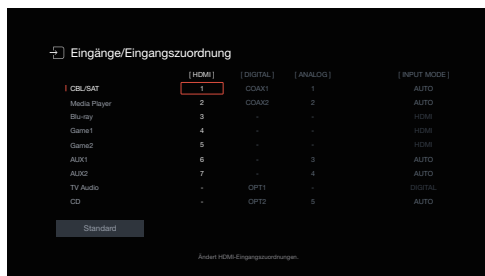 Eingänge/Eingangszuordnung
[ HDMI ] [ DIGITAL ] [ ANALOG ] [ INPUT MODE ]
CBL/SAT 1 COAX1 1 AUTO
Media Player 2 COAX2 2 AUTO
Blu-ray 3 - - HDMI
Game1 4 - - HDMI
Game2 5 - - HDMI
AUX1 6 - 3 AUTO
AUX2 7 - 4 AUTO
TV Audio - OPT1 - DIGITAL
CD - OPT2 5 AUTO
Standard
Ändert HDMI-Eingangszuordnungen.